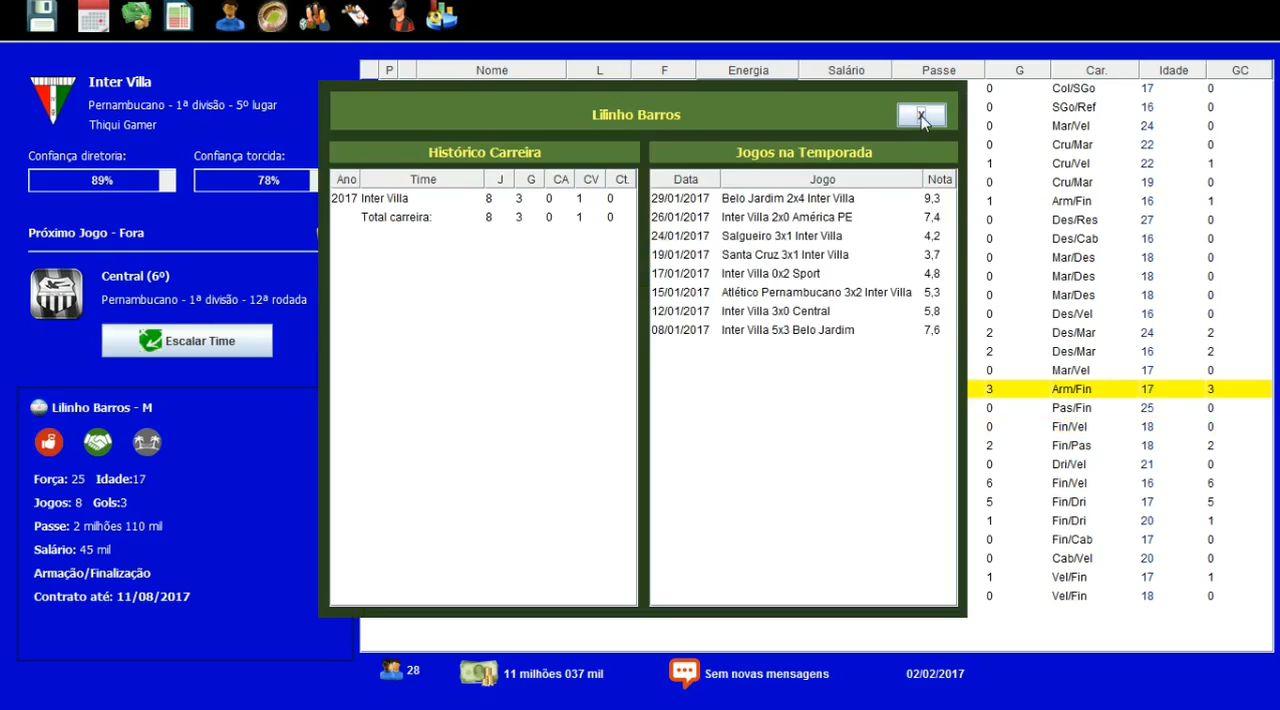 Inter Villa
Pernambucano - 1ª divisão - 5º lugar
Thiqui Gamer
Confiança diretoria: Confiança torcida:
89% 78%
Próximo Jogo - Fora
Central (6º)
Pernambucano - 1ª divisão - 12ª rodada
Escalar Time
Lilinho Barros - M
Força: 25 Idade:17
Jogos: 8 Gols:3
Passe: 2 milhões 110 mil
Salário: 45 mil
Armação/Finalização
Contrato até: 11/08/2017
P Nome L F Energia Salário Passe G Car. Idade GC
Lilinho Barros X
Histórico Carreira
Ano Time J G CA CV Ct.
2017 Inter Villa 8 3 0 1 0
Total carreira: 8 3 0 1 0
Jogos na Temporada
Data Jogo Nota
29/01/2017 Belo Jardim 2x4 Inter Villa 9,3
26/01/2017 Inter Villa 2x0 América PE 7,4
24/01/2017 Salgueiro 3x1 Inter Villa 4,2
19/01/2017 Santa Cruz 3x1 Inter Villa 3,7
17/01/2017 Inter Villa 0x2 Sport 4,8
15/01/2017 Atlético Pernambucano 3x2 Inter Villa 5,3
12/01/2017 Inter Villa 3x0 Central 5,8
08/01/2017 Inter Villa 5x3 Belo Jardim 7,6
0 Col/SGo 17 0
0 SGo/Ref 16 0
0 Mar/Vel 24 0
0 Cru/Mar 22 0
1 Cru/Vel 22 1
0 Cru/Mar 19 0
1 Arm/Fin 16 1
0 Des/Res 27 0
0 Des/Cab 16 0
0 Mar/Des 18 0
0 Mar/Des 18 0
0 Mar/Des 18 0
0 Des/Vel 16 0
2 Des/Mar 24 2
2 Des/Mar 16 2
0 Mar/Vel 17 0
3 Arm/Fin 17 3
0 Pas/Fin 25 0
0 Fin/Vel 18 0
2 Fin/Pas 18 2
0 Dri/Vel 21 0
6 Fin/Vel 16 6
5 Fin/Dri 17 5
1 Fin/Dri 20 1
0 Fin/Cab 17 0
0 Cab/Vel 20 0
1 Vel/Fin 17 1
0 Vel/Fin 18 0
28 11 milhões 037 mil Sem novas mensagens 02/02/2017